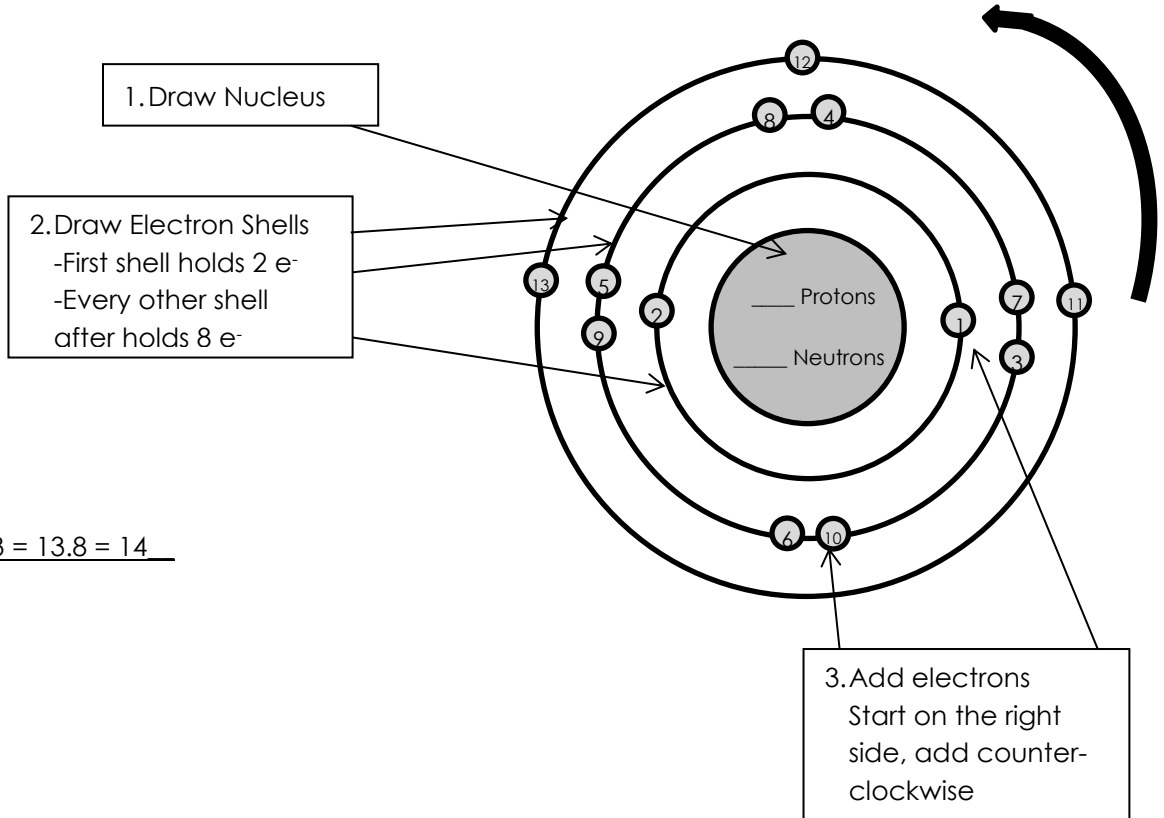 1. Draw Nucleus
2. Draw Electron Shells
-First shell holds 2 e-
-Every other shell
after holds 8 e-
12
8
4
13
5
9
2
1
7
3
11
____ Protons
_____ Neutrons
6
10
= 13.8 = 14__
3. Add electrons
Start on the right
side, add counter-
clockwise